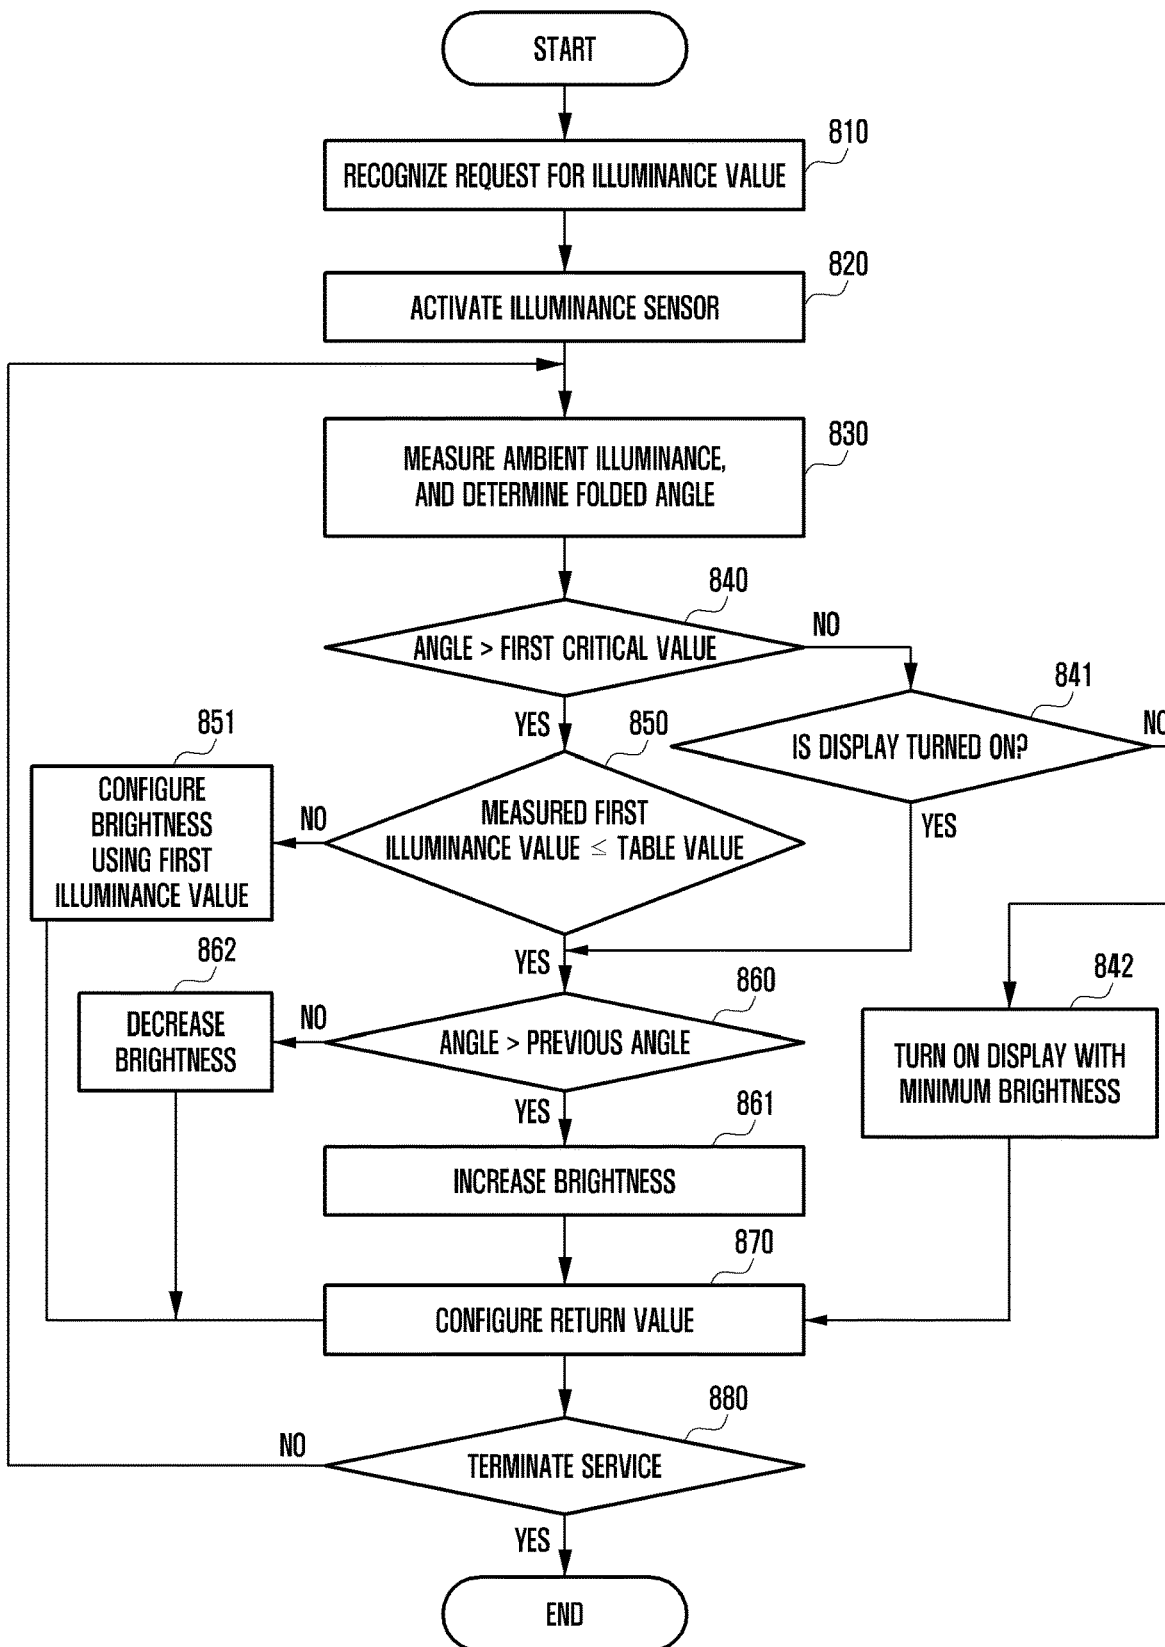 START
810
RECOGNIZE REQUEST FOR ILLUMINANCE VALUE
820
ACTIVATE ILLUMINANCE SENSOR
830
MEASURE AMBIENT ILLUMINANCE,
AND DETERMINE FOLDED ANGLE
840
ANGLE > FIRST CRITICAL VALUE
NO
841
IS DISPLAY TURNED ON?
NO
YES
YES
850
MEASURED FIRST
ILLUMINANCE VALUE ≤ TABLE VALUE
NO
851
CONFIGURE
BRIGHTNESS
USING FIRST
ILLUMINANCE VALUE
YES
860
ANGLE > PREVIOUS ANGLE
NO
862
DECREASE
BRIGHTNESS
842
TURN ON DISPLAY WITH
MINIMUM BRIGHTNESS
YES
861
INCREASE BRIGHTNESS
870
CONFIGURE RETURN VALUE
880
TERMINATE SERVICE
NO
YES
END